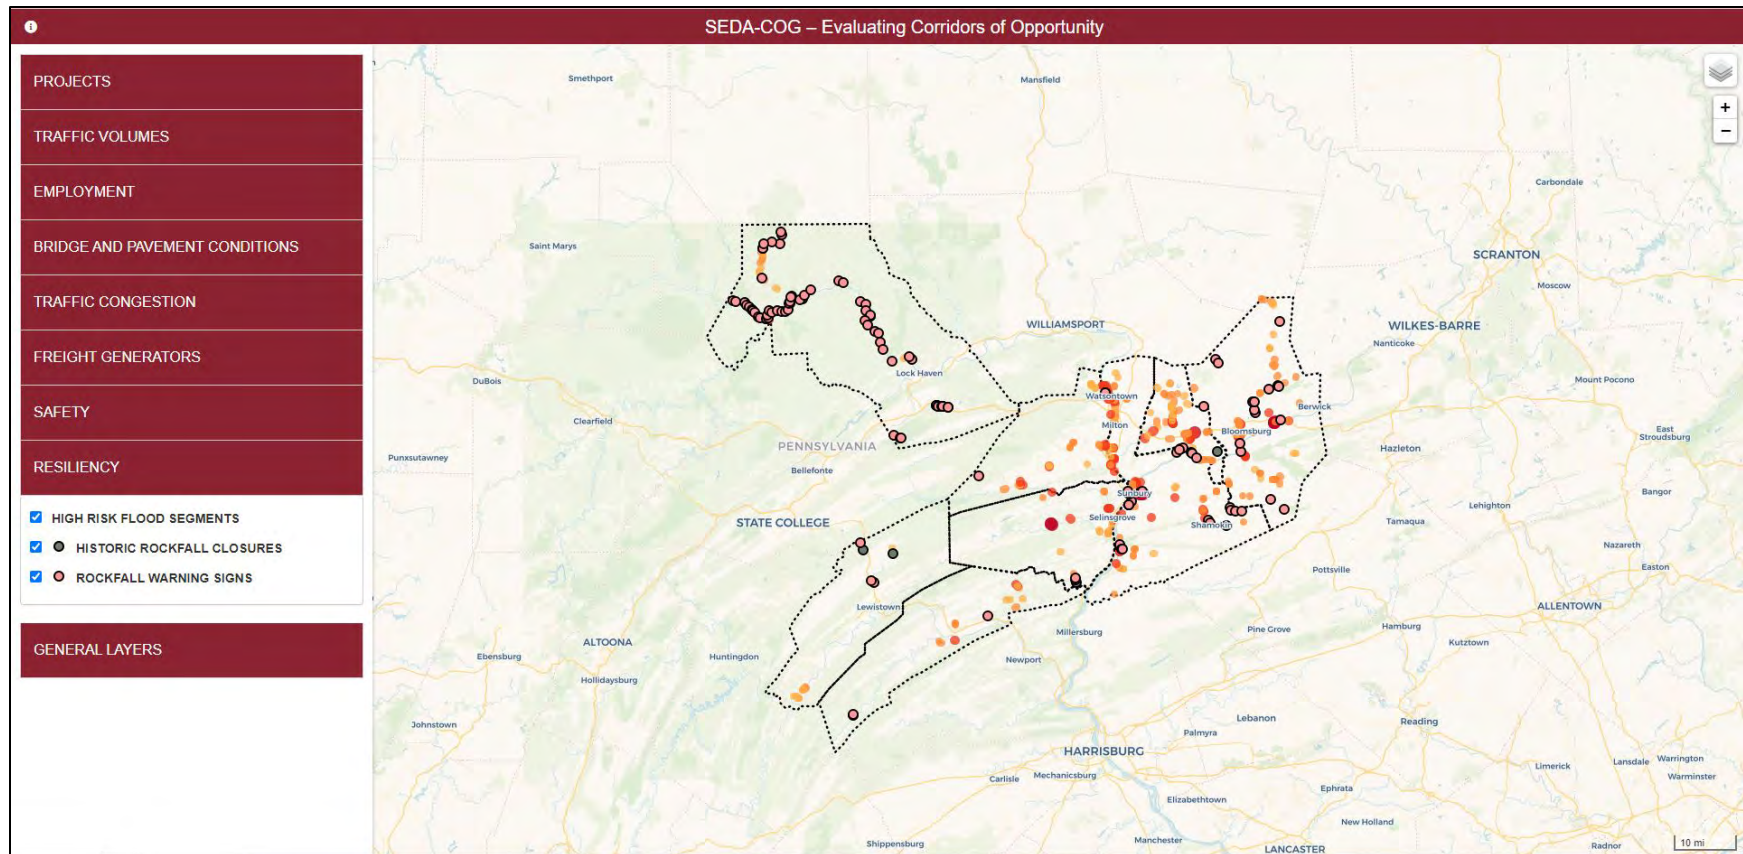 SEDA-COG – Evaluating Corridors of Opportunity
PROJECTS
TRAFFIC VOLUMES
EMPLOYMENT
BRIDGE AND PAVEMENT CONDITIONS
TRAFFIC CONGESTION
FREIGHT GENERATORS
SAFETY
RESILIENCY
HIGH RISK FLOOD SEGMENTS
HISTORIC ROCKFALL CLOSURES
ROCKFALL WARNING SIGNS
GENERAL LAYERS
+
−
Smethport
Mansfield
Carbondale
Saint Marys
SCRANTON
Moscow
WILLIAMSPORT
WILKES-BARRE
Nanticoke
Lock Haven
DuBois
Mount Pocono
Watsontown
Berwick
Clearfield
Milton
Bloomsburg
East
Stroudsburg
PENNSYLVANIA
Hazleton
Punxsutawney
Bellefonte
Sunbury
Bangor
Lehighton
STATE COLLEGE
Selinsgrove
Shamokin
Tamaqua
Nazareth
Easton
Pottsville
Lewistown
ALLENTOWN
Millersburg
Pine Grove
Hamburg
Kutztown
ALTOONA
Ebensburg
Huntingdon
Newport
Hollidaysburg
Johnstown
Lebanon
Reading
Palmyra
HARRISBURG
Carlisle
Mechanicsburg
Limerick
Lansdale
Warrington
Warminster
Ephrata
Elizabethtown
New Holland
Shippensburg
Manchester
LANCASTER
Radnor
10 mi